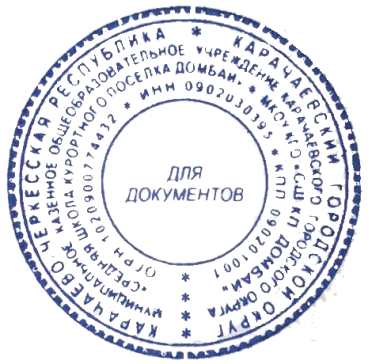 КАРАЧАЕВО-ЧЕРКЕССКАЯ РЕСПУБЛИКА * КАРАЧАЕВСКИЙ ГОРОДСКОЙ ОКРУГ *
МУНИЦИПАЛЬНОЕ КАЗЕННОЕ ОБЩЕОБРАЗОВАТЕЛЬНОЕ УЧРЕЖДЕНИЕ КАРАЧАЕВСКОГО ГОРОДСКОГО ОКРУГА *
"СРЕДНЯЯ ШКОЛА КУРОРТНОГО ПОСЕЛКА ДОМБАЙ" * МКОУ КГО "СШ КП ДОМБАЙ" *
ОГРН 1020900774432 * ИНН 0902030395 * КПП 090201001 *
ДЛЯ
ДОКУМЕНТОВ